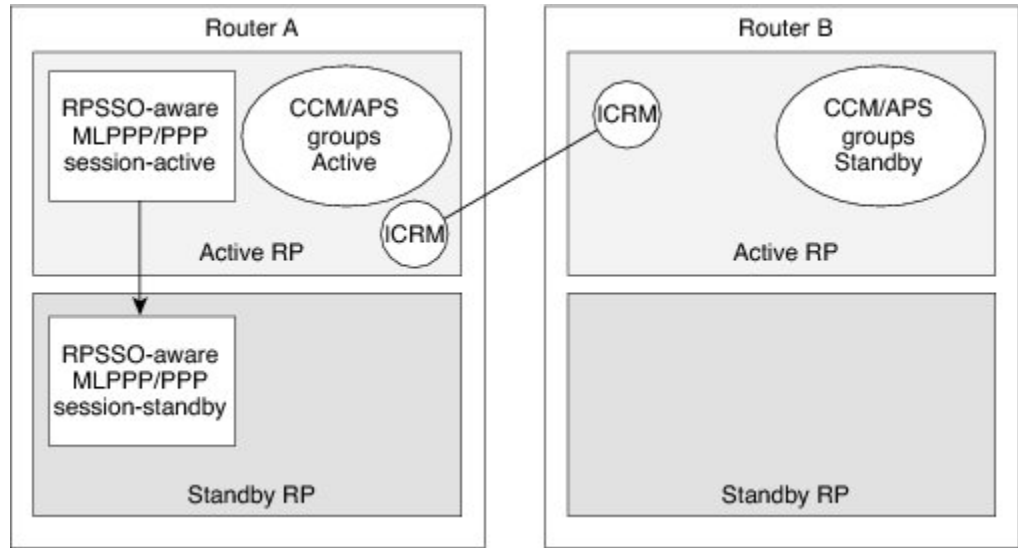 Router A
RPSSO-aware
MLPPP/PPP
session-active
CCM/APS
groups
Active
ICRM
Active RP
RPSSO-aware
MLPPP/PPP
session-standby
Standby RP
Router B
ICRM
CCM/APS
groups
Standby
Active RP
Standby RP